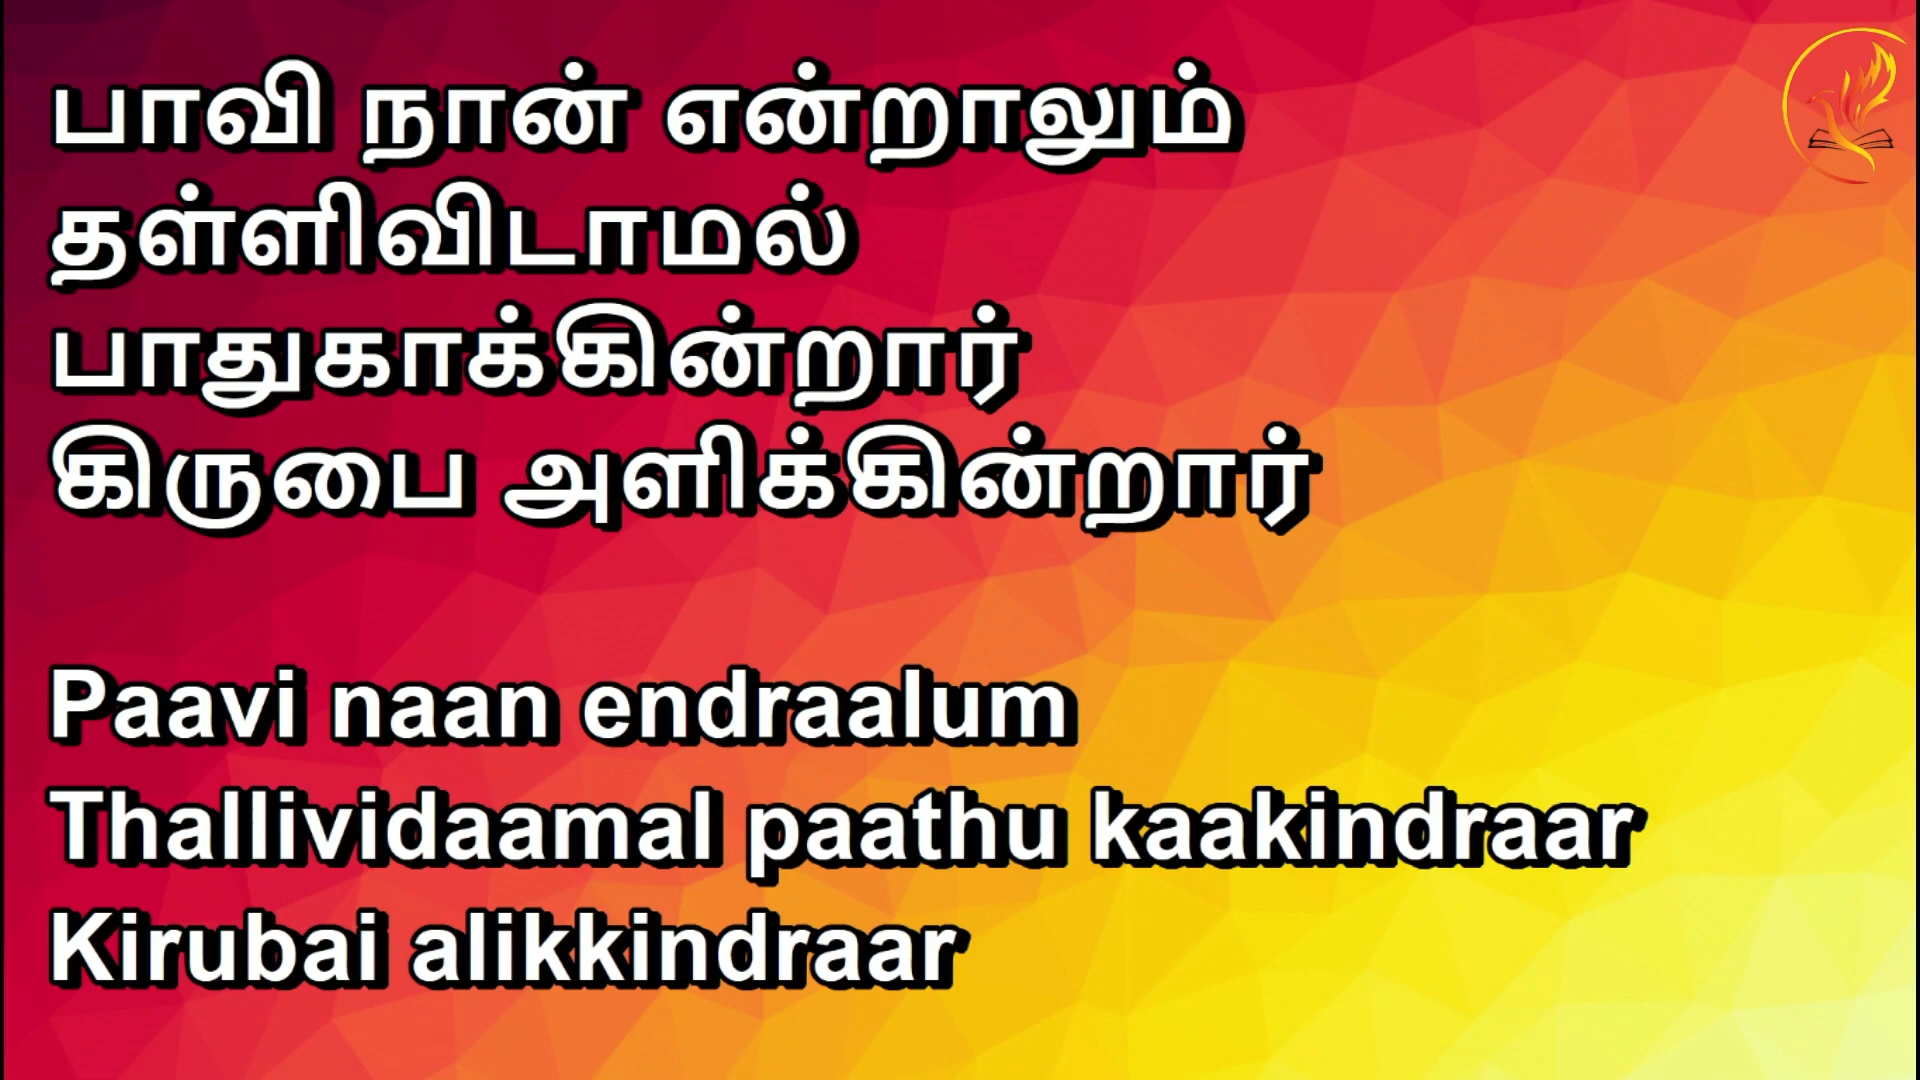 பாவி நான் என்றாலும்
தள்ளிவிடாமல்
பாதுகாக்கின்றார்
கிருபை அளிக்கின்றார்
Paavi naan endraalum
Thallividaamal paathu kaakindraar
Kirubai alikkindraar